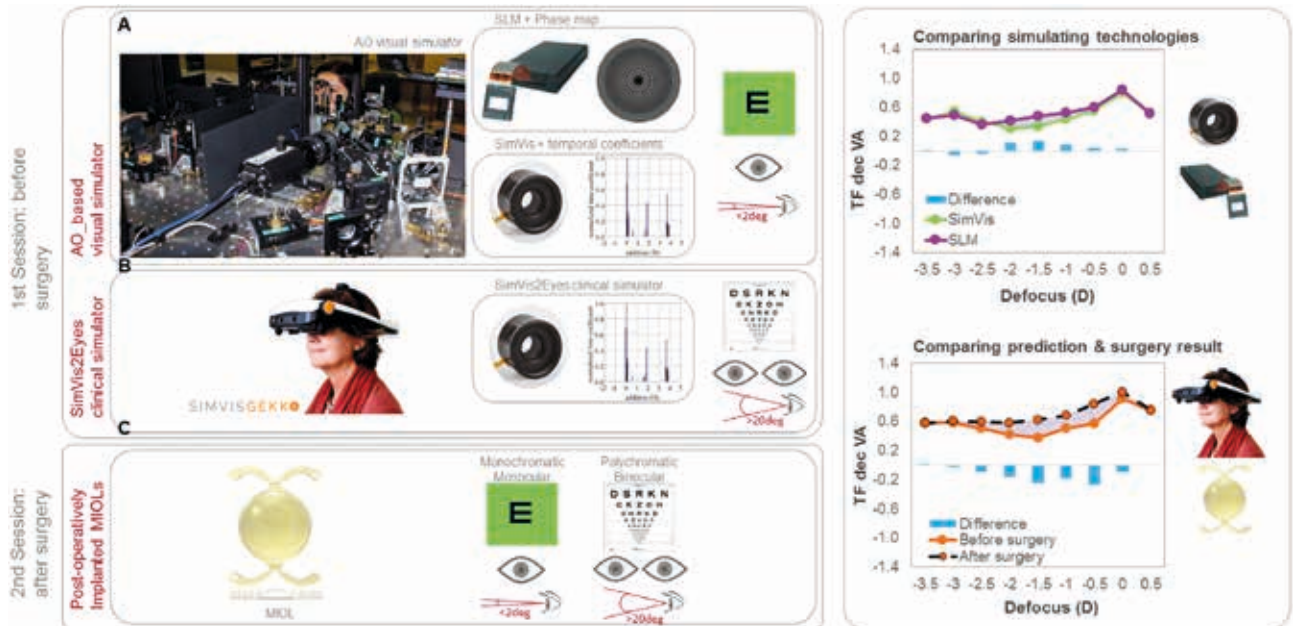 1st Session: before
surgery
AO_based
visual simulator
A
AO visual simulator
SLM + Phase map
E
SimVis + temporal coefficients
<2deg
B
SimVis2Eyes
clinical simulator
SIMVISGEKKO
SimVis2Eyes clinical simulator
DSRKN
CKZOH
ONRKD
>20deg
C
2nd Session:
after surgery
Post-operatively
Implanted MIOLs
MIOL
Monochromatic
Monocular
E
<2deg
Polychromatic
Binocular
DSRKN
CKZOH
ONRKD
>20deg
Comparing simulating technologies
TF dec VA
1.4
1.0
0.6
0.2
-0.2
-0.6
-1.0
-1.4
Difference
SimVis
SLM
-3.5 -3 -2.5 -2 -1.5 -1 -0.5 0 0.5
Defocus (D)
Comparing prediction & surgery result
TF dec VA
1.4
1.0
0.6
0.2
-0.2
-0.6
-1.0
-1.4
Difference
Before surgery
After surgery
-3.5 -3 -2.5 -2 -1.5 -1 -0.5 0 0.5
Defocus (D)